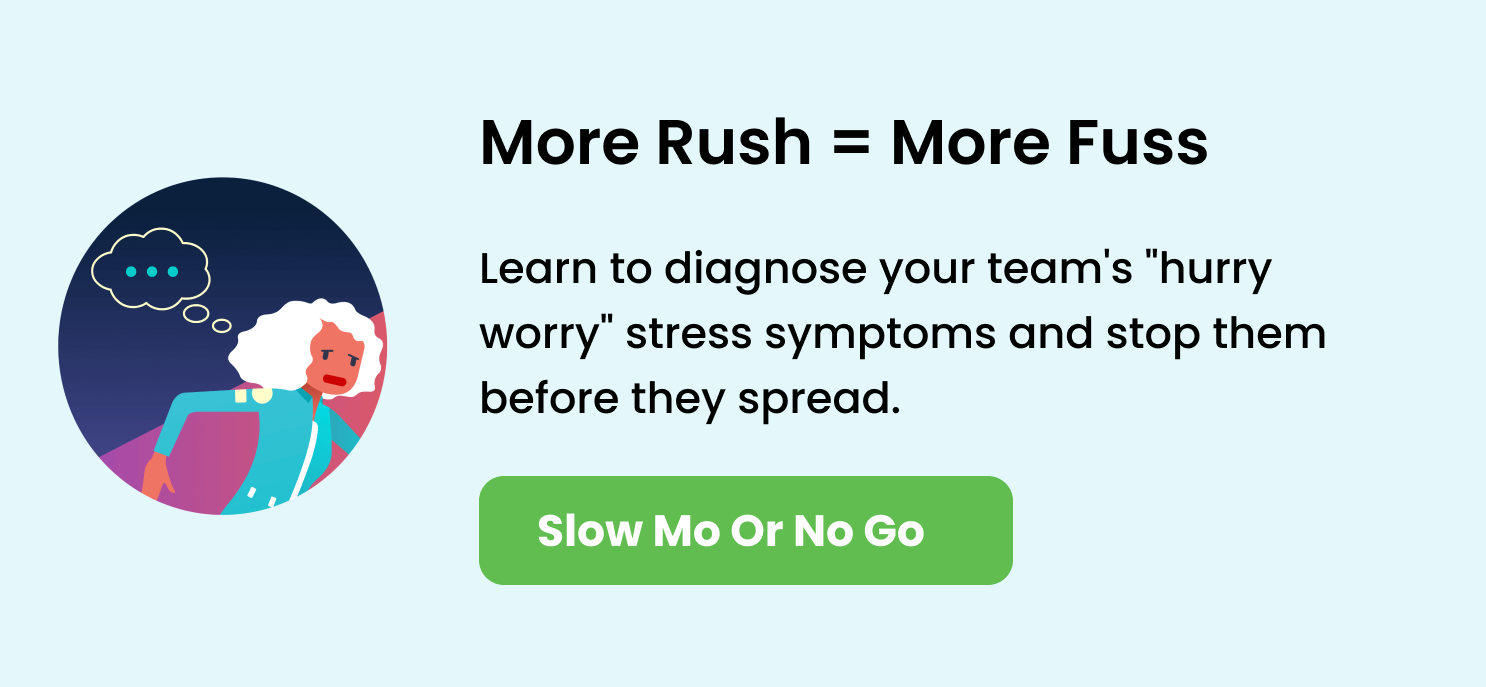 More Rush = More Fuss
Learn to diagnose your team's "hurry
worry" stress symptoms and stop them
before they spread.
Slow Mo Or No Go